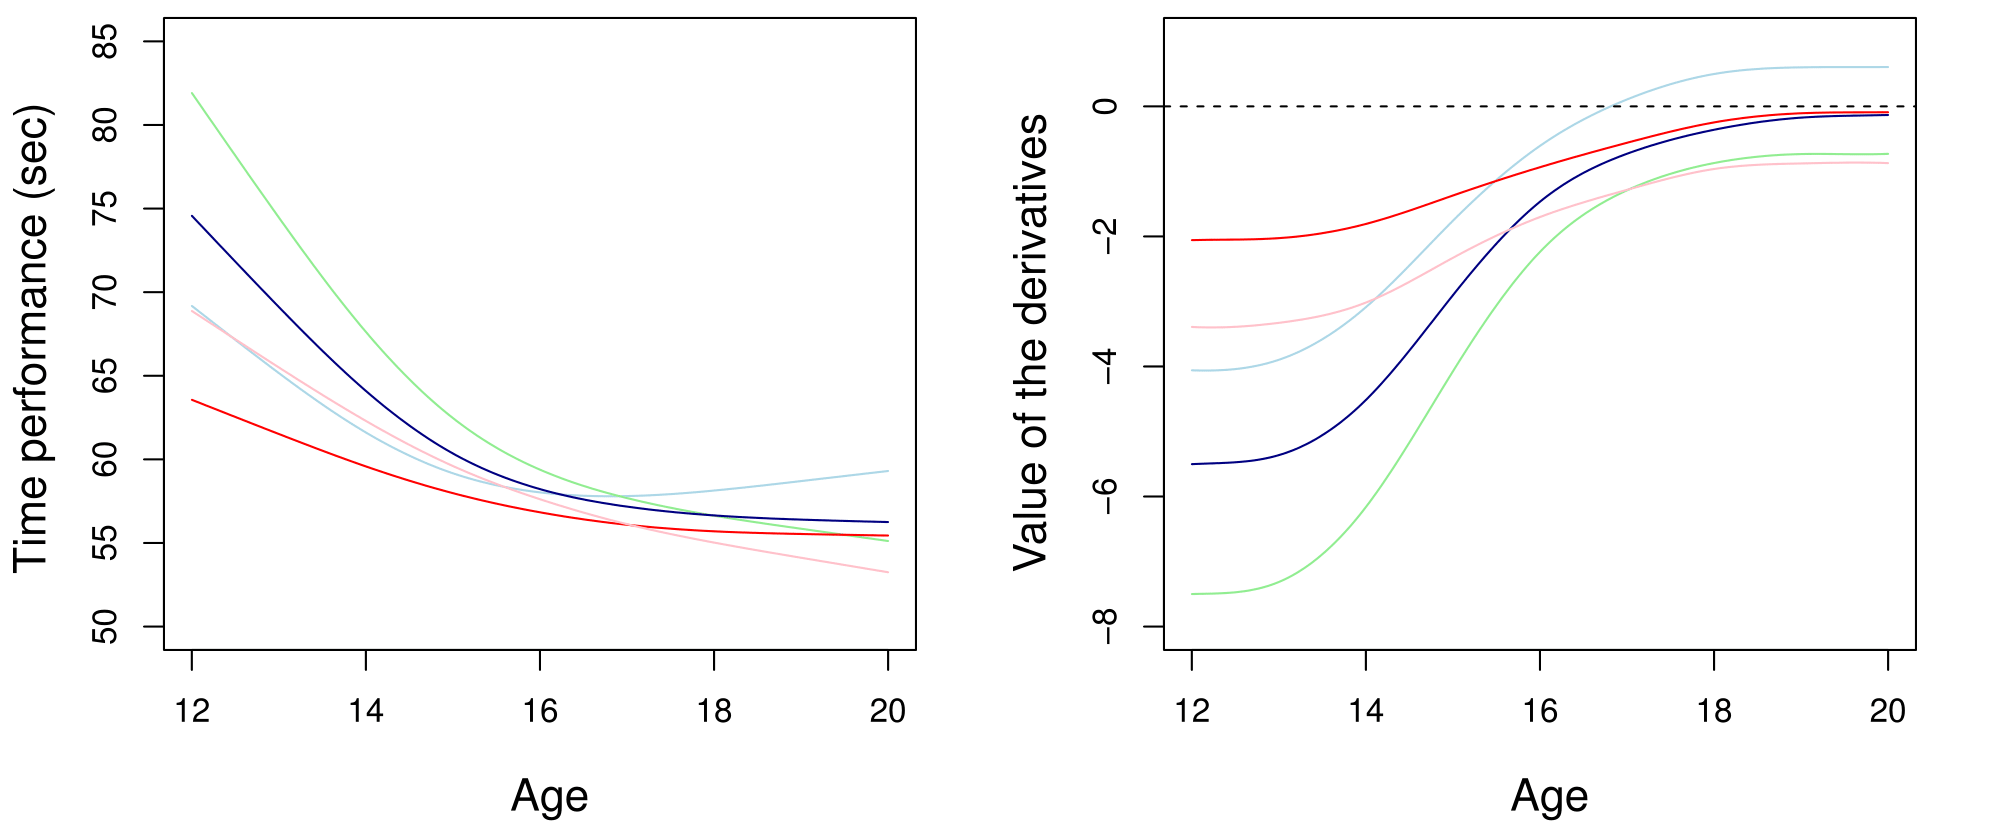 Time performance (sec)
85
80
75
70
65
60
55
50
12 14 16 18 20
Age
Value of the derivatives
0
−2
−4
−6
−8
12 14 16 18 20
Age